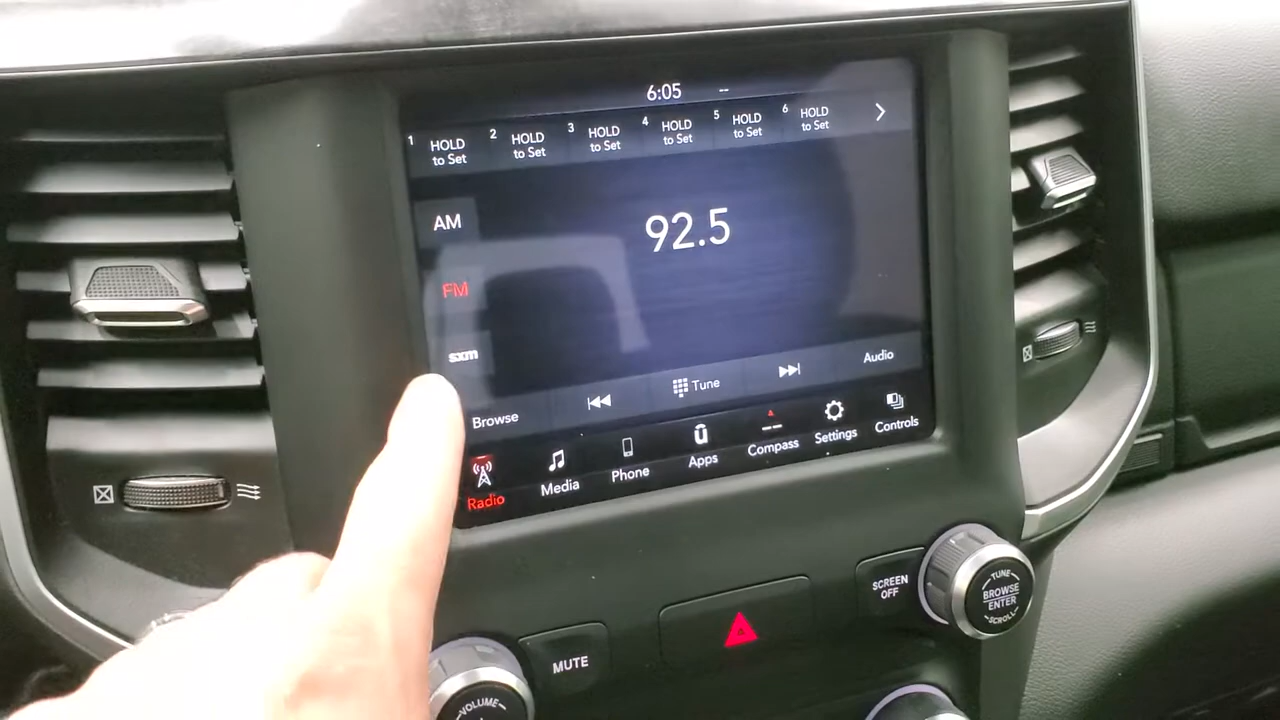 6:05 --
1 HOLD to Set
2 HOLD to Set
3 HOLD to Set
4 HOLD to Set
5 HOLD to Set
6 HOLD to Set
AM
92.5
FM
sxm
Browse
Tune
Audio
Radio
Media
Phone
Apps
Compass
Settings
Controls
SCREEN OFF
TUNE
BROWSE
ENTER
SCROLL
MUTE
VOLUME